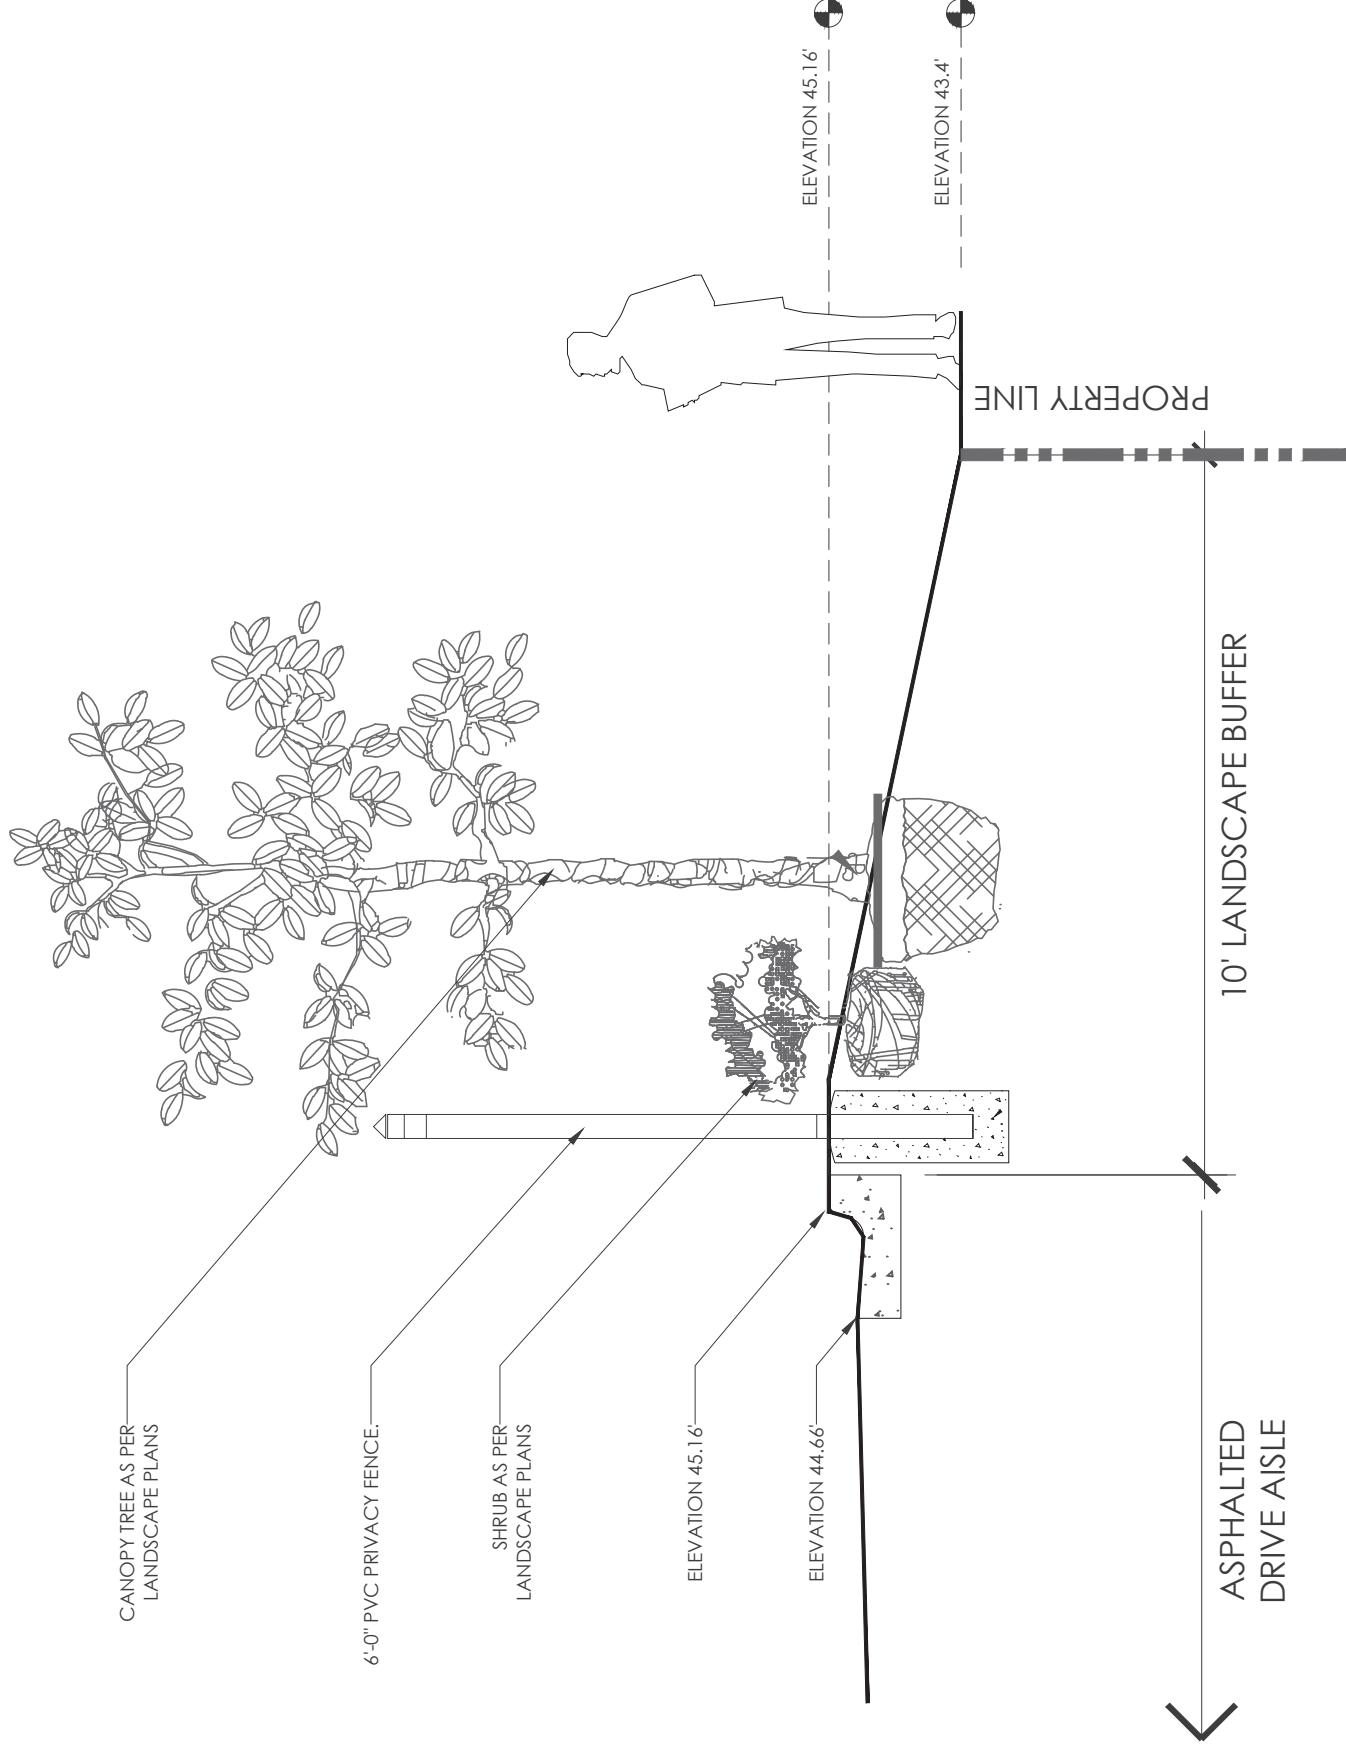 CANOPY TREE AS PER
LANDSCAPE PLANS
6'-0" PVC PRIVACY FENCE.
SHRUB AS PER
LANDSCAPE PLANS
ELEVATION 45.16'
ELEVATION 44.66'
ASPHALTED
DRIVE AISLE
10' LANDSCAPE BUFFER
PROPERTY LINE
ELEVATION 45.16'
ELEVATION 43.4'